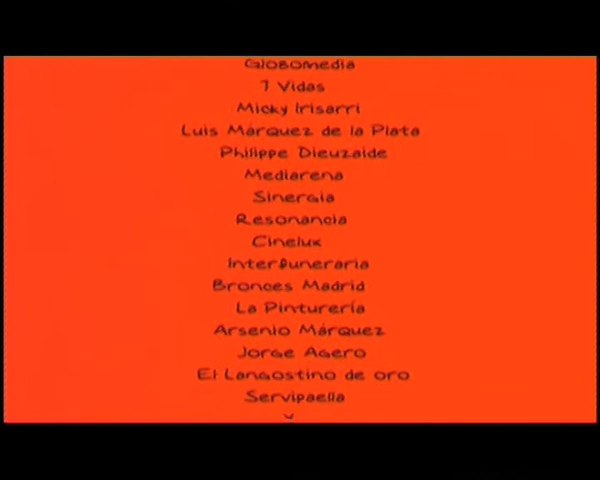 Globomedia
7 Vidas
Micky Irisarri
Luis Márquez de la Plata
Philippe Dieuzaide
Mediarena
Sinergia
Resonancia
Cinelux
Interfuneraria
Bronces Madrid
La Pinturería
Arsenio Márquez
Jorge Agero
El Langostino de oro
Servipaella